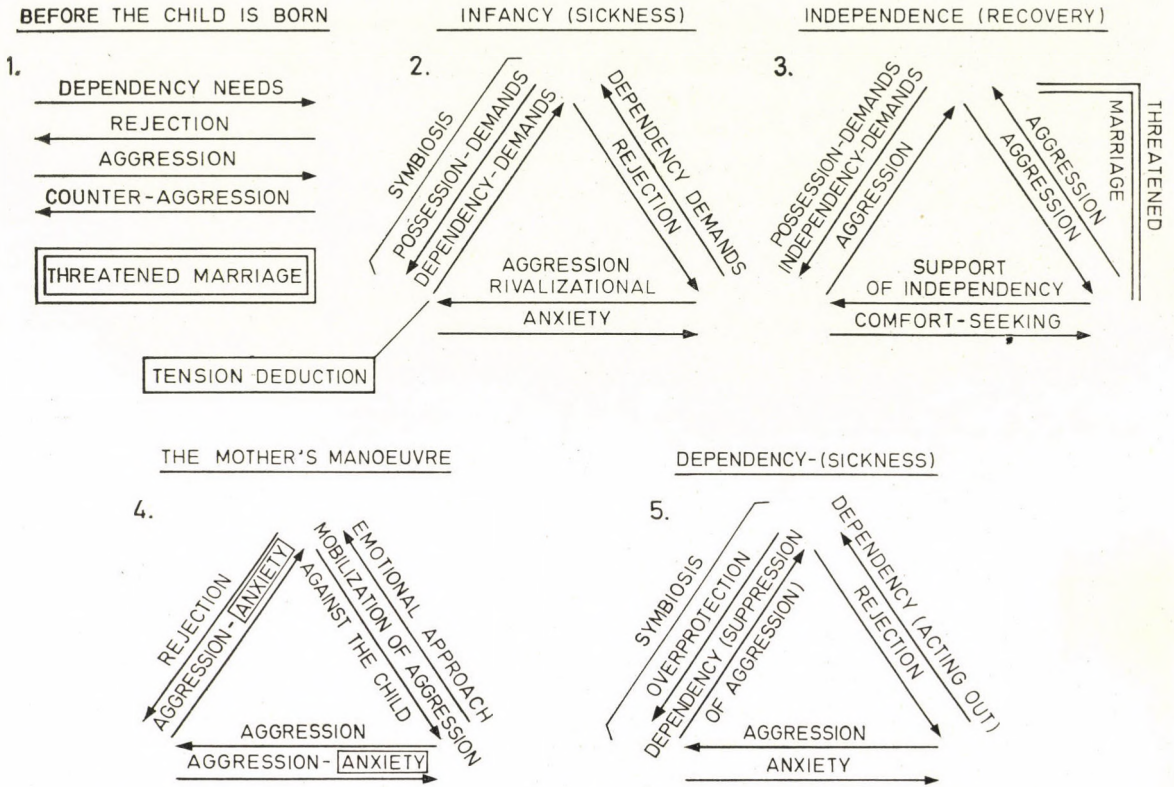 BEFORE THE CHILD IS BORN
1.
DEPENDENCY NEEDS
REJECTION
AGGRESSION
COUNTER-AGGRESSION
THREATENED MARRIAGE
INFANCY (SICKNESS)
2.
SYMBIOSIS
POSSESSION-DEMANDS
DEPENDENCY-DEMANDS
DEPENDENCY DEMANDS
REJECTION
AGGRESSION
RIVALIZATIONAL
ANXIETY
TENSION DEDUCTION
INDEPENDENCE (RECOVERY)
3.
POSSESSION-DEMANDS
INDEPENDENCY-DEMANDS
AGGRESSION
AGGRESSION
AGGRESSION
THREATENED
MARRIAGE
SUPPORT
OF INDEPENDENCY
COMFORT-SEEKING
THE MOTHER'S MANOEUVRE
4.
REJECTION
AGGRESSION-ANXIETY
EMOTIONAL APPROACH
MOBILIZATION OF AGGRESSION
AGAINST THE CHILD
AGGRESSION
AGGRESSION-ANXIETY
DEPENDENCY-(SICKNESS)
5.
SYMBIOSIS
OVERPROTECTION
DEPENDENCY (SUPPRESSION
OF AGGRESSION)
DEPENDENCY (ACTING OUT)
REJECTION
AGGRESSION
ANXIETY